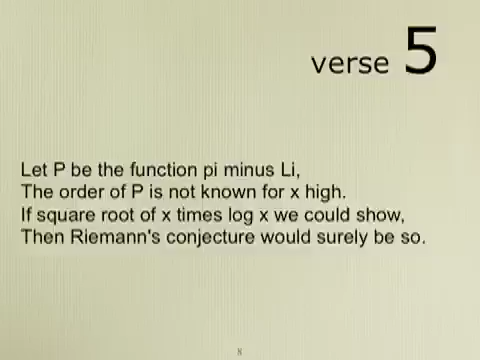 verse 5
Let P be the function pi minus Li,
The order of P is not known for x high.
If square root of x times log x we could show,
Then Riemann's conjecture would surely be so.
8